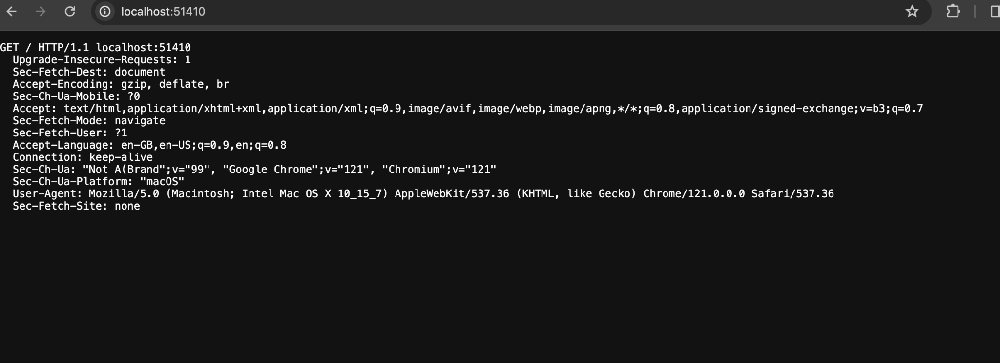 localhost:51410
GET / HTTP/1.1 localhost:51410
Upgrade-Insecure-Requests: 1
Sec-Fetch-Dest: document
Accept-Encoding: gzip, deflate, br
Sec-Ch-Ua-Mobile: ?0
Accept: text/html,application/xhtml+xml,application/xml;q=0.9,image/avif,image/webp,image/apng,*/*;q=0.8,application/signed-exchange;v=b3;q=0.7
Sec-Fetch-Mode: navigate
Sec-Fetch-User: ?1
Accept-Language: en-GB,en-US;q=0.9,en;q=0.8
Connection: keep-alive
Sec-Ch-Ua: "Not A(Brand";v="99", "Google Chrome";v="121", "Chromium";v="121"
Sec-Ch-Ua-Platform: "macOS"
User-Agent: Mozilla/5.0 (Macintosh; Intel Mac OS X 10_15_7) AppleWebKit/537.36 (KHTML, like Gecko) Chrome/121.0.0.0 Safari/537.36
Sec-Fetch-Site: none